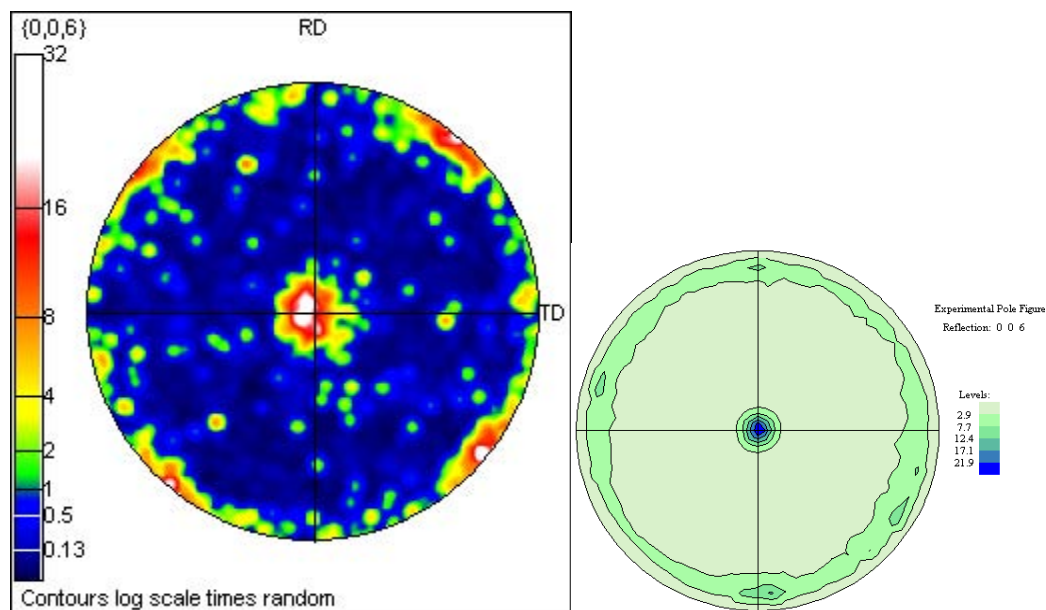 {0,0,6}
RD
32
16
8
4
2
1
0.5
0.13
TD
Contours log scale times random
Experimental Pole Figure
Reflection: 0 0 6
Levels:
2.9
7.7
12.4
17.1
21.9